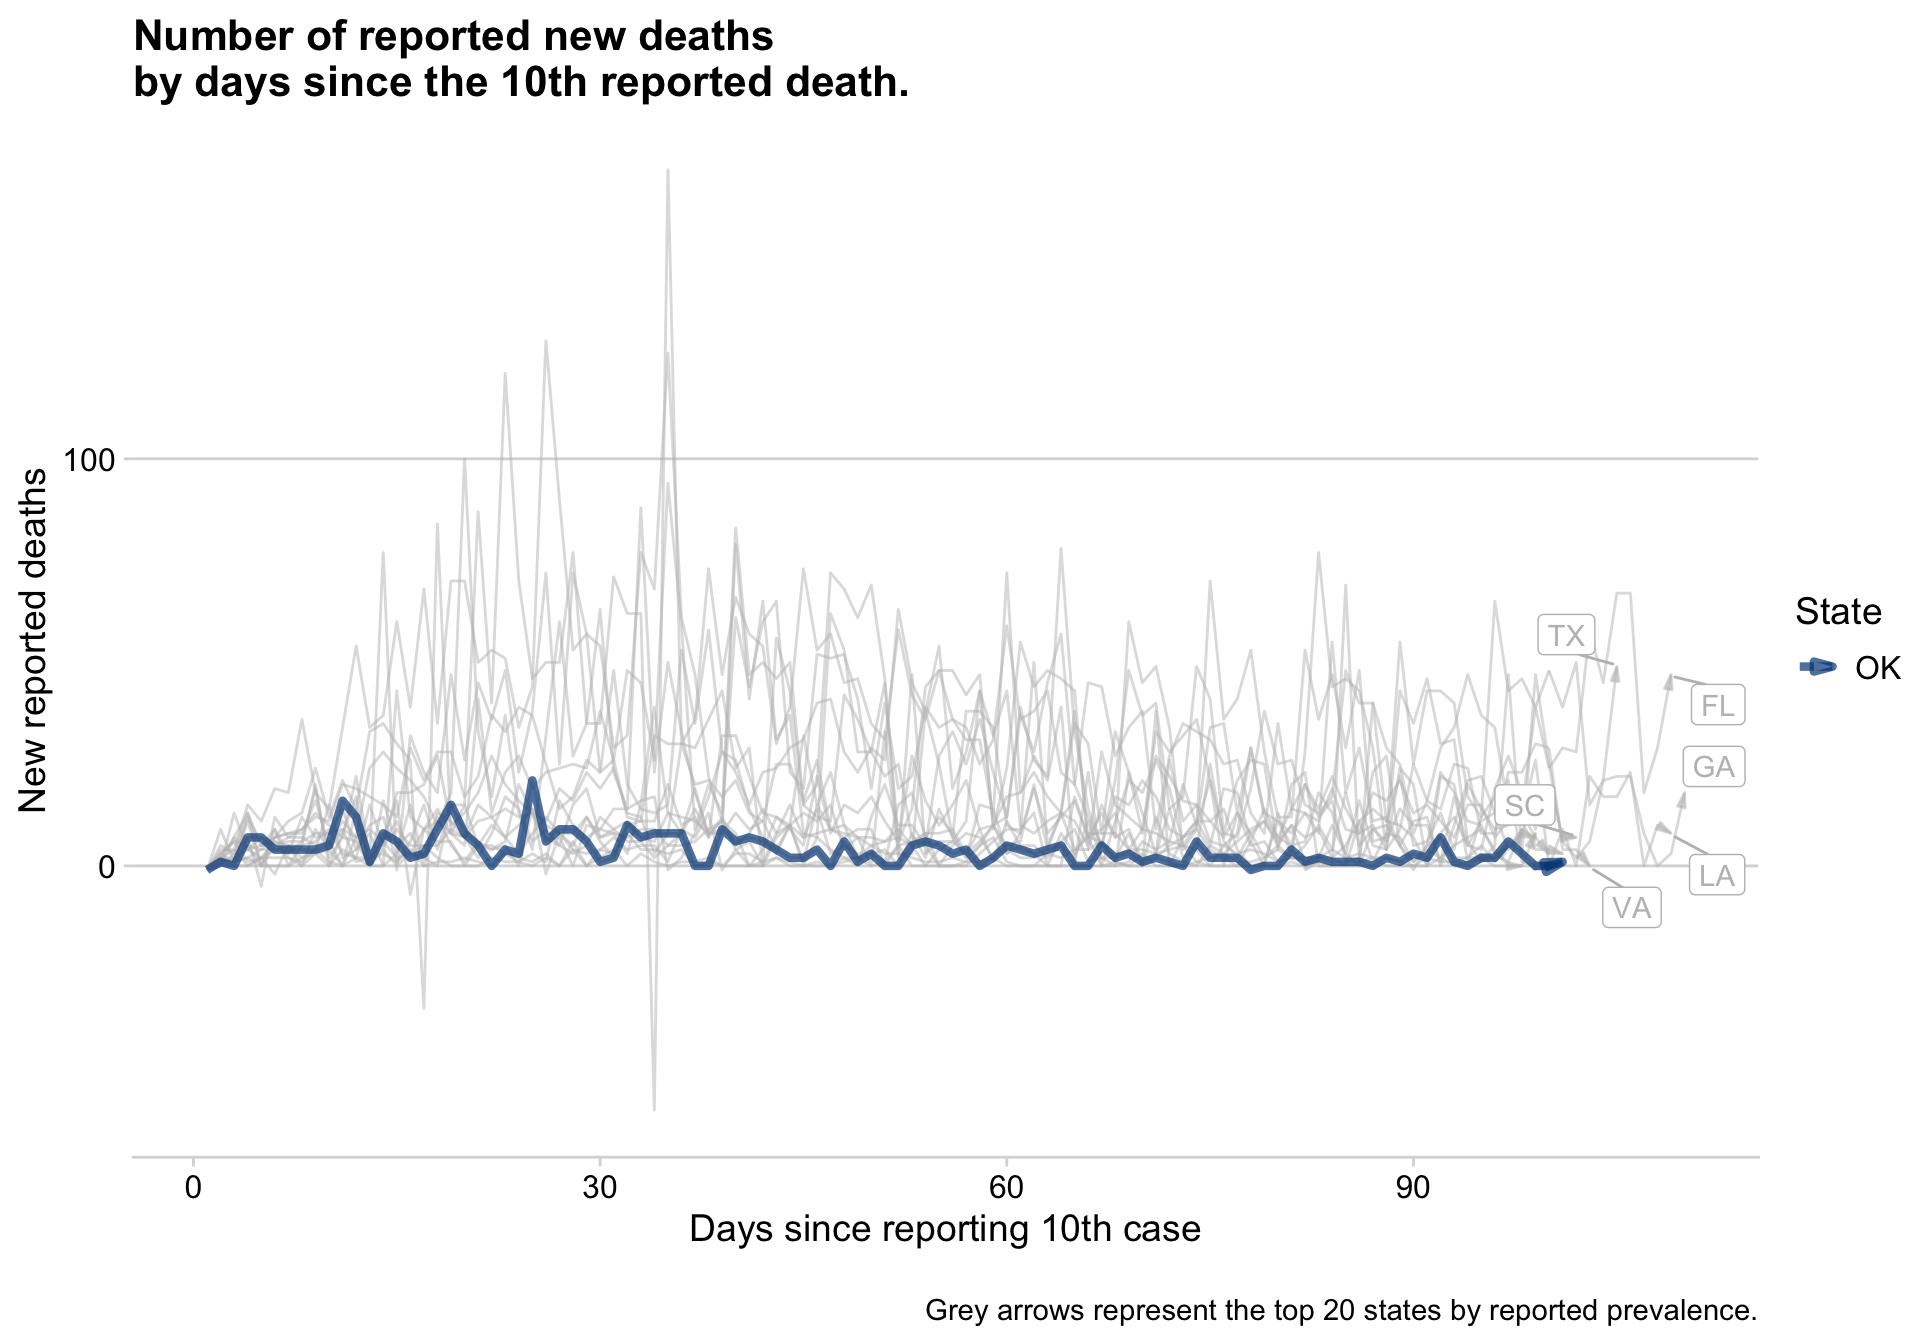 Number of reported new deaths
by days since the 10th reported death.
New reported deaths
100
0
TX
FL
GA
SC
LA
VA
State
OK
0
30
60
90
Days since reporting 10th case
Grey arrows represent the top 20 states by reported prevalence.